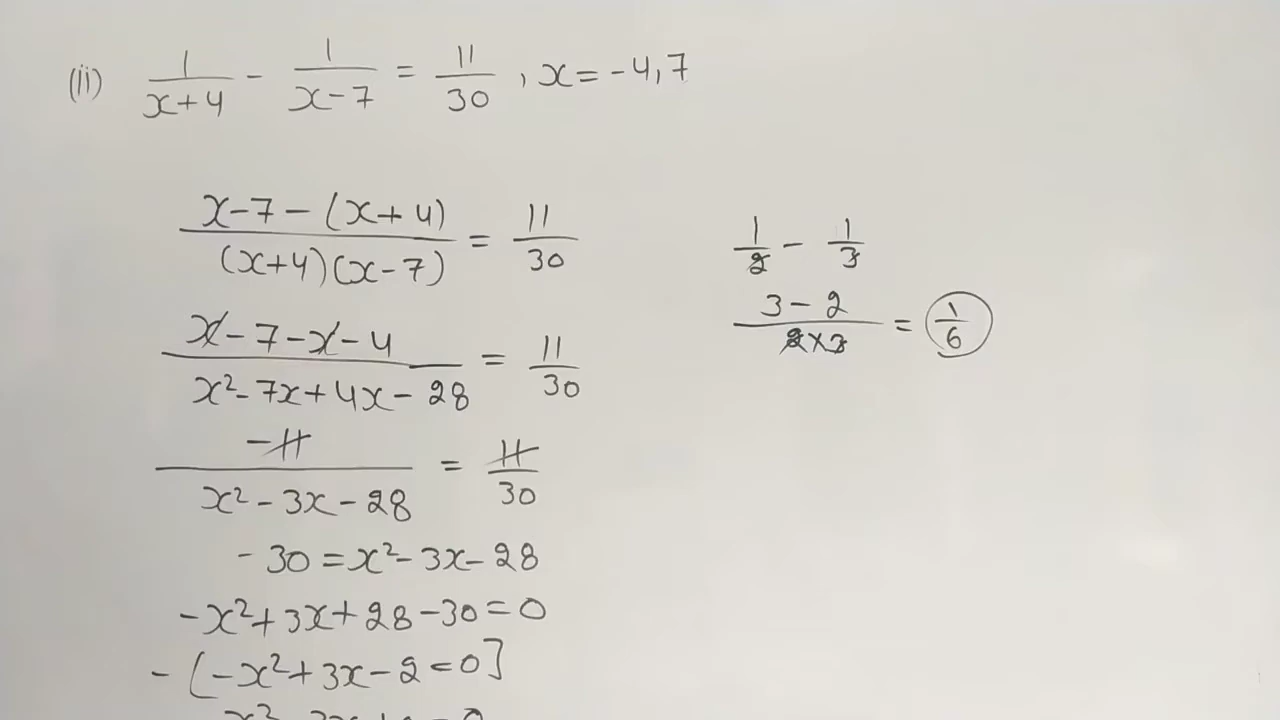 (ii) 1/(x+4) - 1/(x-7) = 11/30 , x = -4,7
(x-7-(x+4))/((x+4)(x-7)) = 11/30
(x-7-x-4)/(x²-7x+4x-28) = 11/30
-11/(x²-3x-28) = 11/30
-30 = x²-3x-28
-x²+3x+28-30=0
-[-x²+3x-2=0]
1/2 - 1/3
(3-2)/(2×3) = 1/6